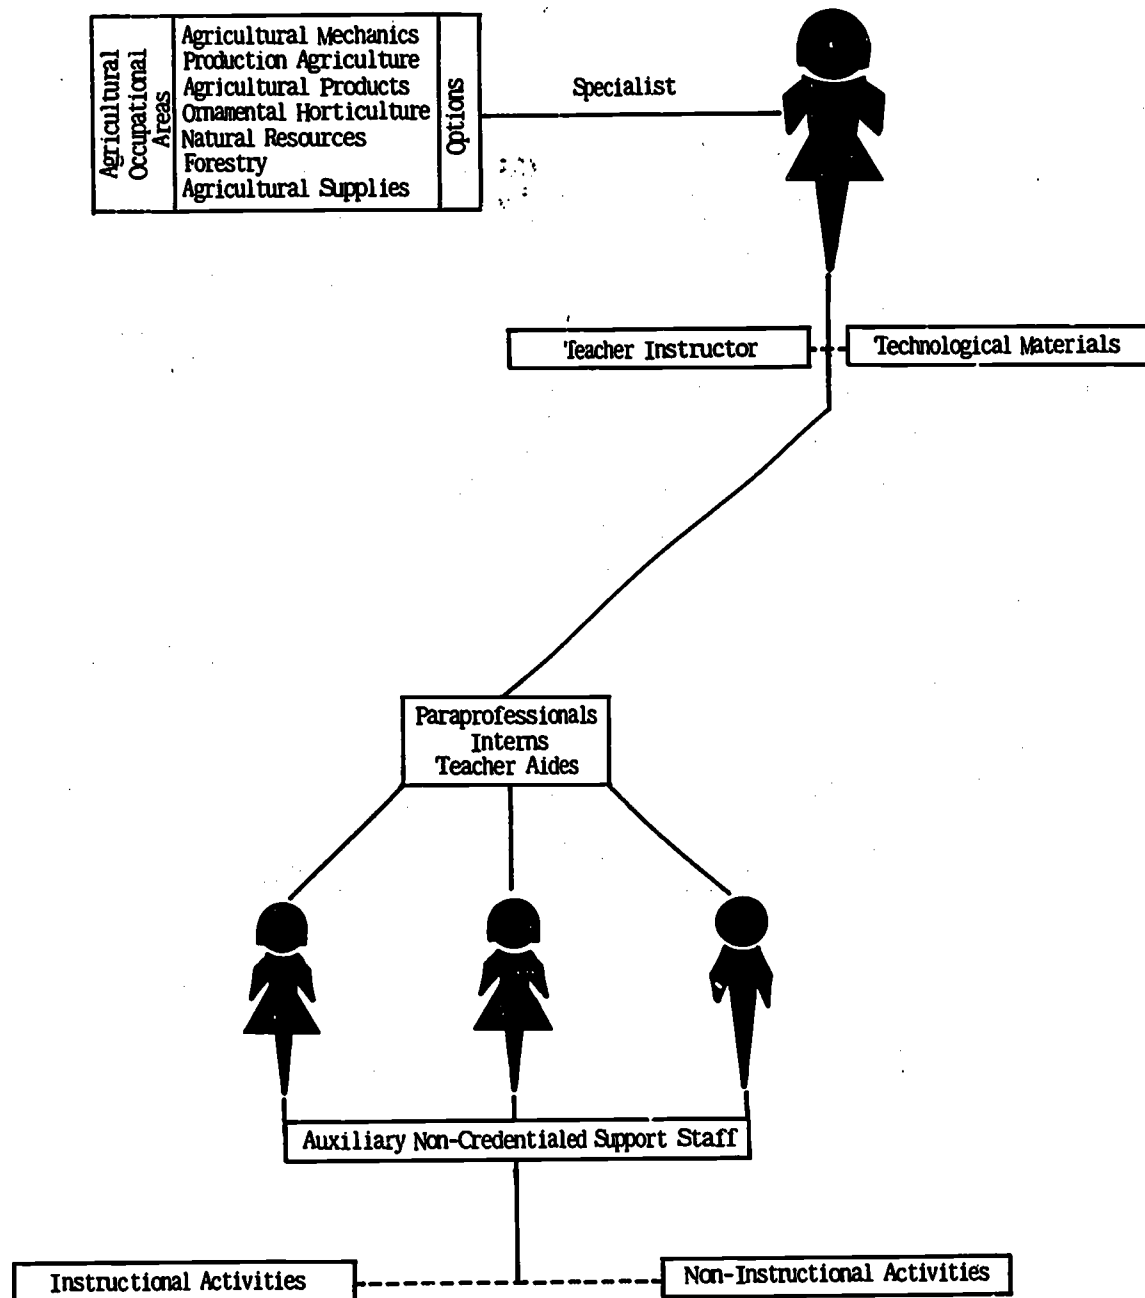 Agricultural
Occupational
Areas
Agricultural Mechanics
Production Agriculture
Agricultural Products
Ornamental Horticulture
Natural Resources
Forestry
Agricultural Supplies
Options
Specialist
Teacher Instructor
Technological Materials
Paraprofessionals
Interns
Teacher Aides
Auxiliary Non-Credentialed Support Staff
Instructional Activities
Non-Instructional Activities